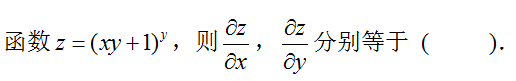 函数 z = (xy+1)^y，则 ∂z/∂x，∂z/∂y 分别等于（ ）.